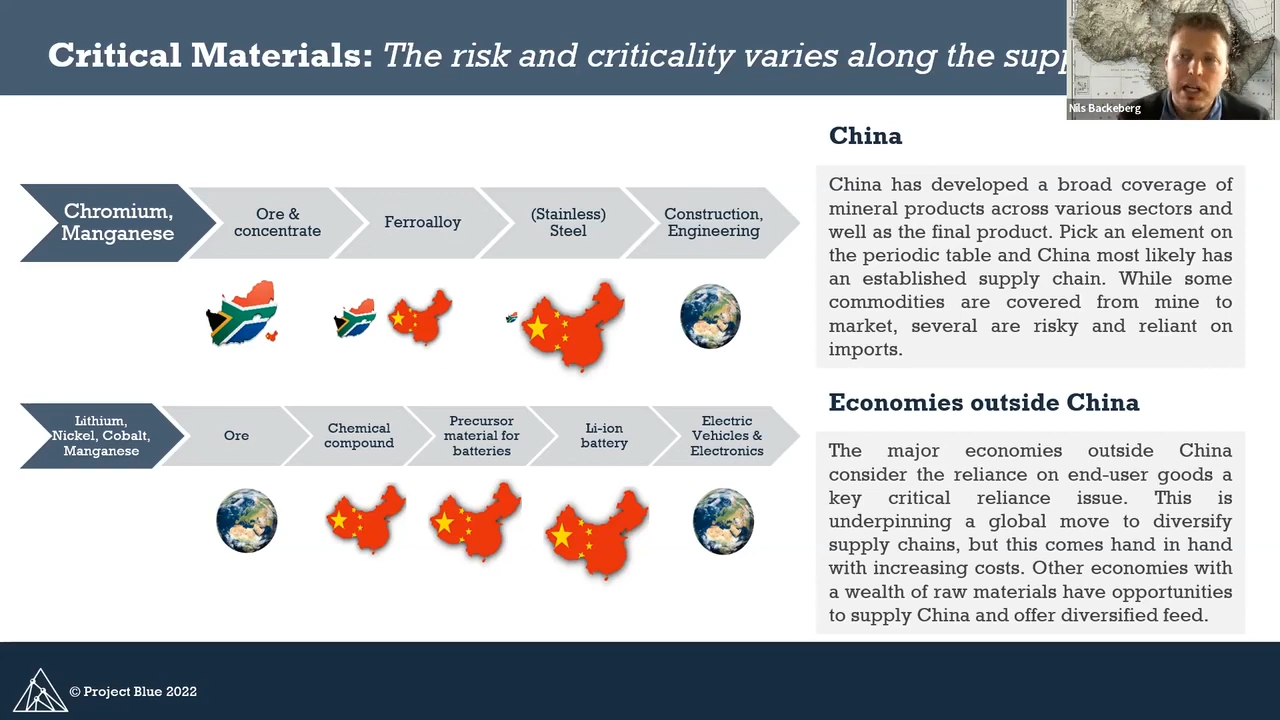 Critical Materials: The risk and criticality varies along the
Nils Backeberg
Chromium,
Manganese
Ore &
concentrate
Ferroalloy
(Stainless)
Steel
Construction,
Engineering
Lithium,
Nickel, Cobalt,
Manganese
Ore
Chemical
compound
Precursor
material for
batteries
Li-ion
battery
Electric
Vehicles &
Electronics
China
China has developed a broad coverage of
mineral products across various sectors and
well as the final product. Pick an element on
the periodic table and China most likely has
an established supply chain. While some
commodities are covered from mine to
market, several are risky and reliant on
imports.
Economies outside China
The major economies outside China
consider the reliance on end-user goods a
key critical reliance issue. This is
underpinning a global move to diversify
supply chains, but this comes hand in hand
with increasing costs. Other economies with
a wealth of raw materials have opportunities
to supply China and offer diversified feed.
© Project Blue 2022